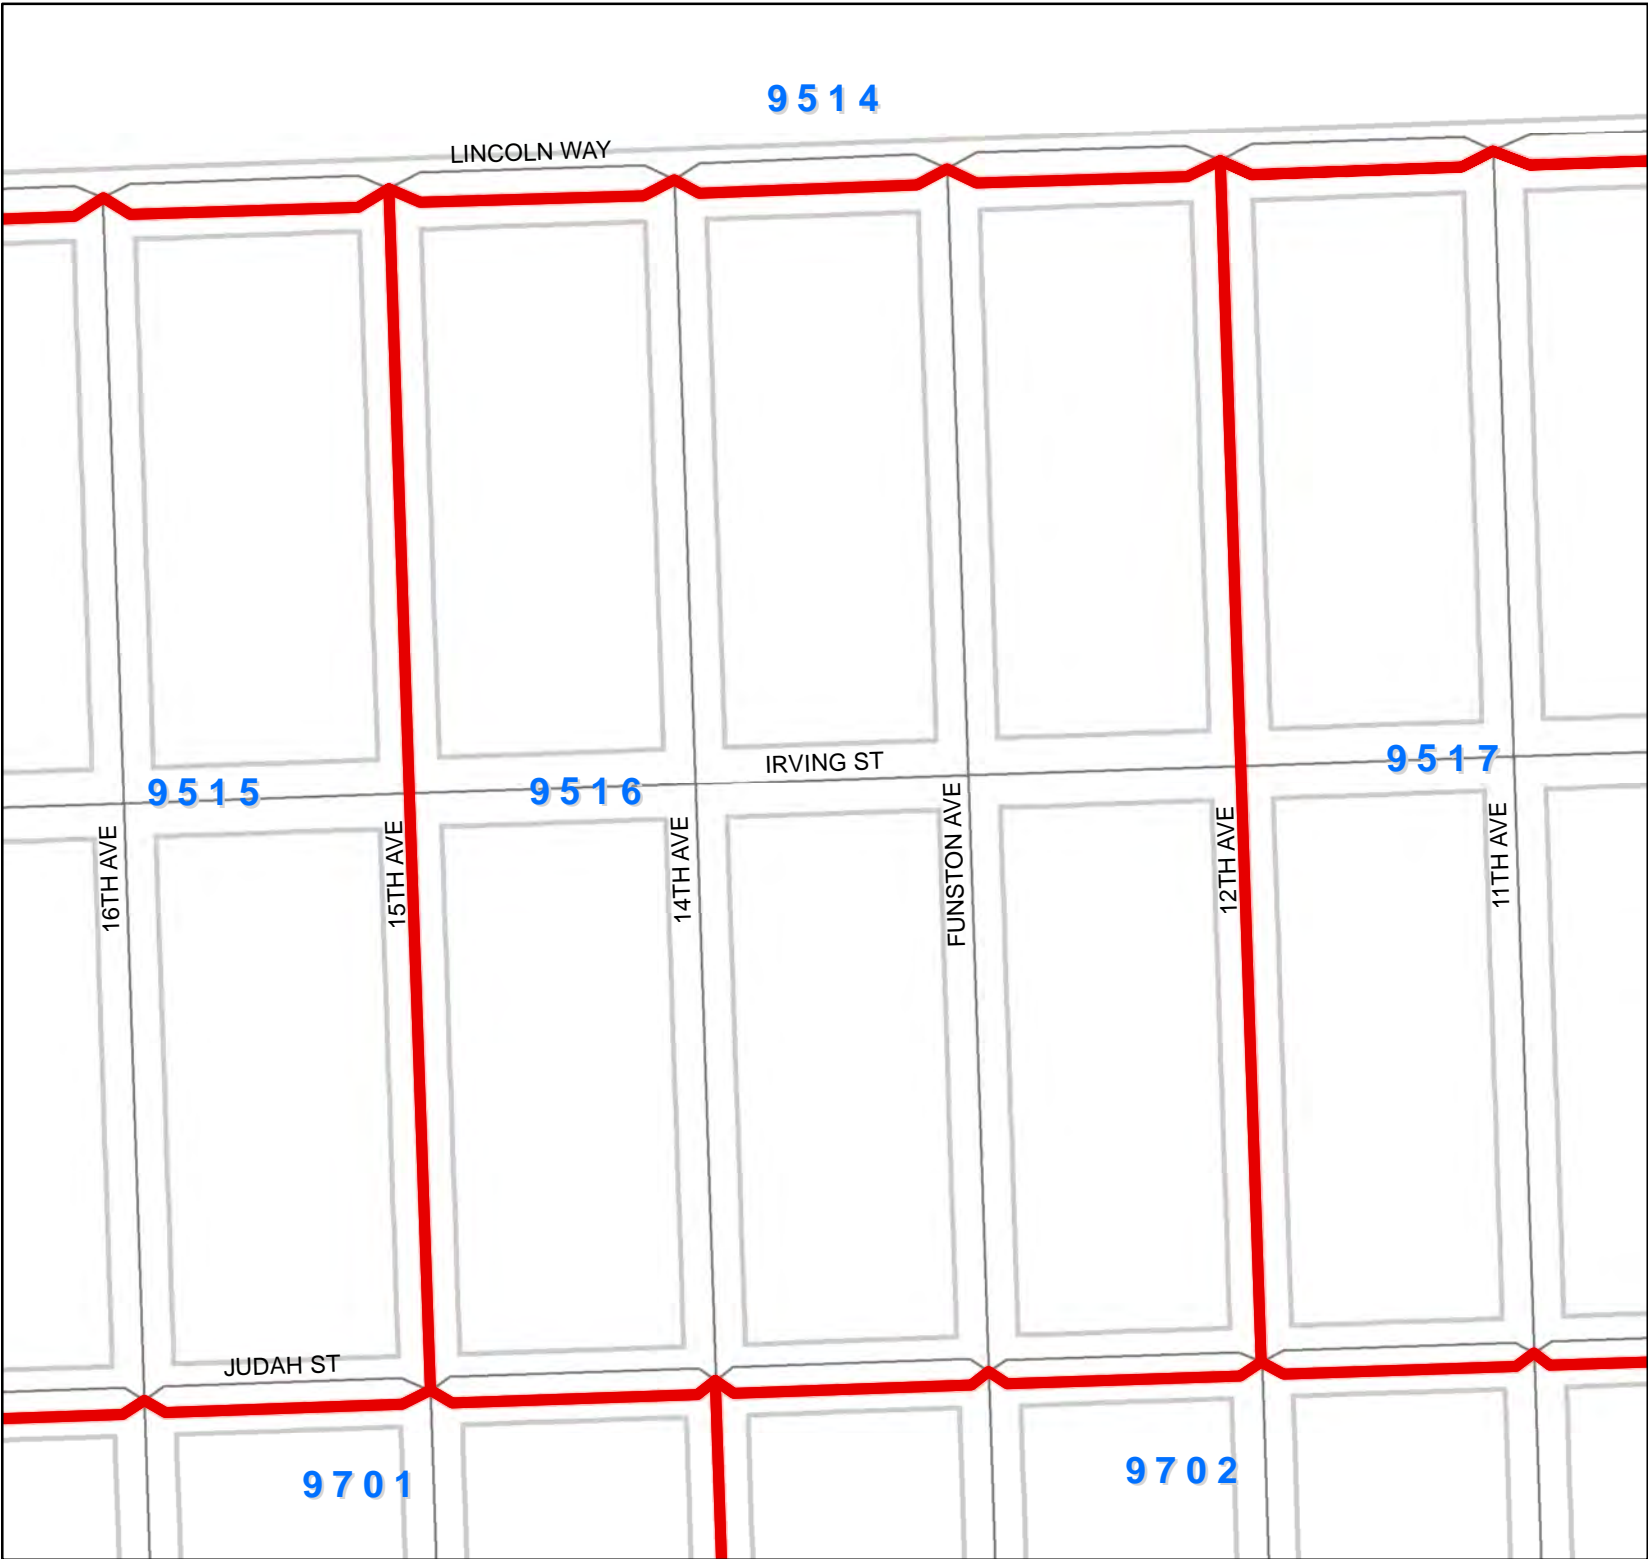 9514
LINCOLN WAY
IRVING ST
9515
9516
9517
16TH AVE
15TH AVE
14TH AVE
FUNSTON AVE
12TH AVE
11TH AVE
JUDAH ST
9701
9702